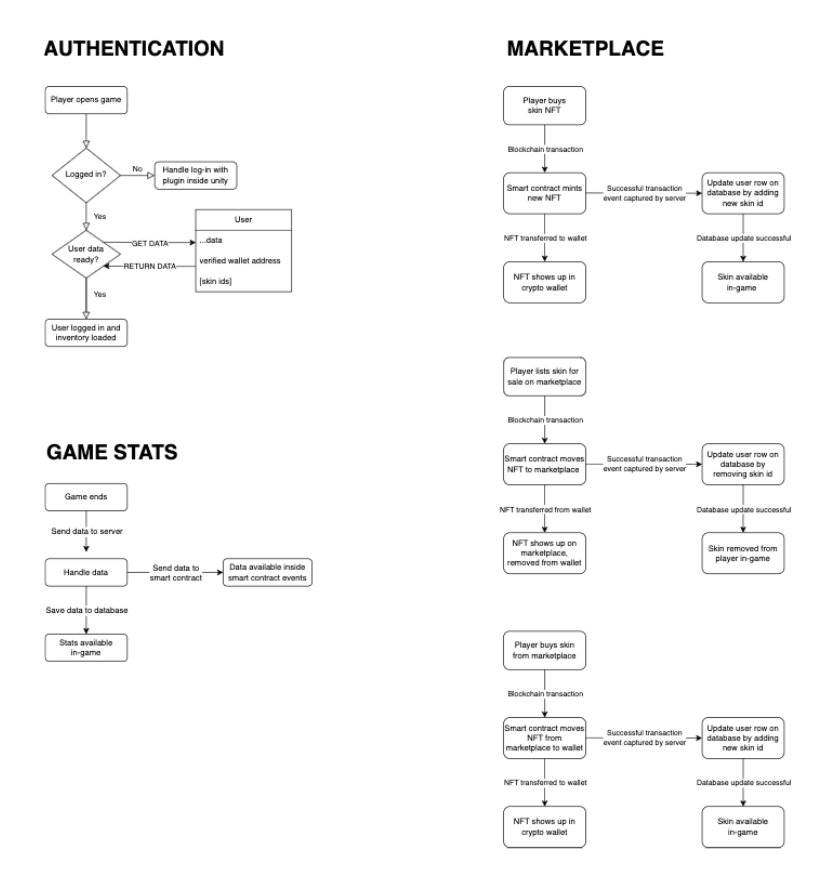 AUTHENTICATION
Player opens game
Logged in?
No
Handle log-in with
plugin inside unity
Yes
User data
ready?
GET DATA
RETURN DATA
User
...data
verified wallet address
[skin ids]
Yes
User logged in and
inventory loaded
GAME STATS
Game ends
Send data to server
Handle data
Send data to
smart contract
Data available inside
smart contract events
Save data to database
Stats available
in-game
MARKETPLACE
Player buys
skin NFT
Blockchain transaction
Smart contract mints
new NFT
Successful transaction
event captured by server
Update user row on
database by adding
new skin id
NFT transferred to wallet
Database update successful
NFT shows up in
crypto wallet
Skin available
in-game
Player lists skin for
sale on marketplace
Blockchain transaction
Smart contract moves
NFT to marketplace
Successful transaction
event captured by server
Update user row on
database by
removing skin id
NFT transferred from wallet
Database update successful
NFT shows up on
marketplace,
removed from wallet
Skin removed from
player in-game
Player buys skin
from marketplace
Blockchain transaction
Smart contract moves
NFT from
marketplace to wallet
Successful transaction
event captured by server
Update user row on
database by adding
new skin id
NFT transferred to wallet
Database update successful
NFT shows up in
crypto wallet
Skin available
in-game